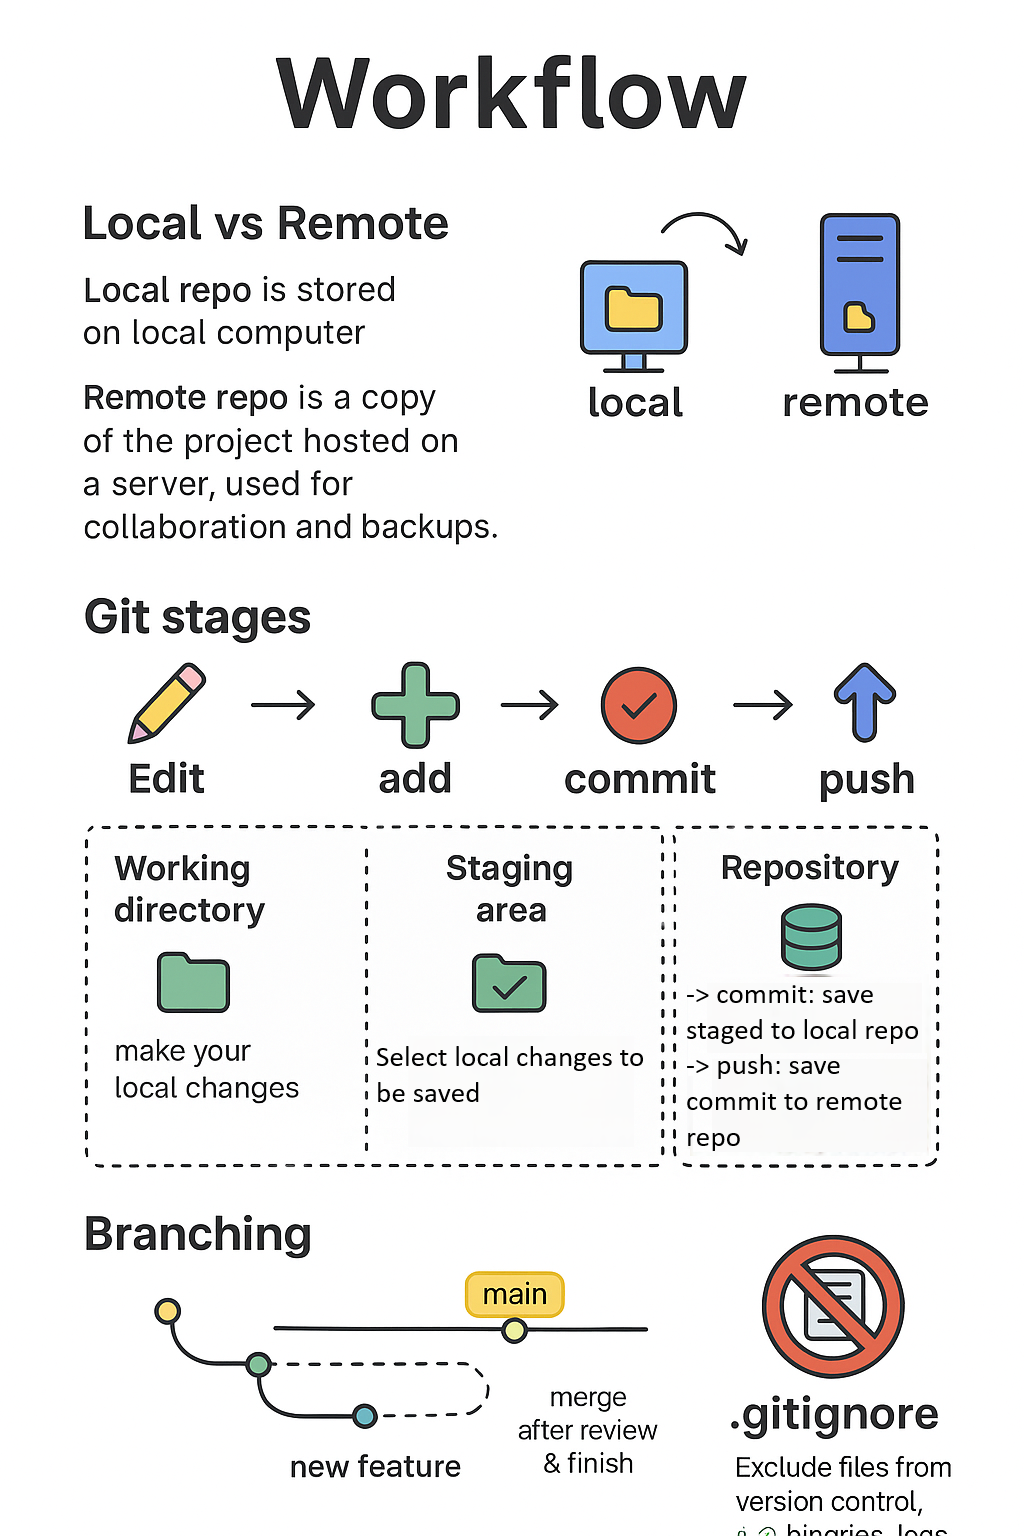 Workflow
Local vs Remote
Local repo is stored
on local computer
Remote repo is a copy
of the project hosted on
a server, used for
collaboration and backups.
local
remote
Git stages
Edit
add
commit
push
Working
directory
make your
local changes
Staging
area
Select local changes to
be saved
Repository
-> commit: save
staged to local repo
-> push: save
commit to remote
repo
Branching
main
merge
after review
& finish
new feature
.gitignore
Exclude files from
version control,
binaries, logs